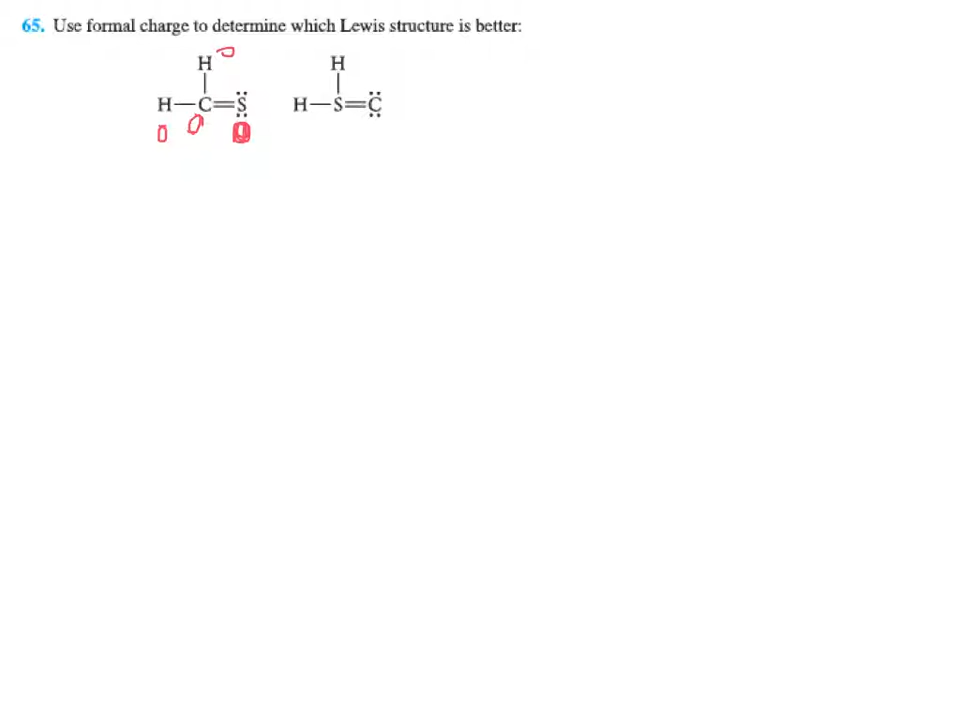 65. Use formal charge to determine which Lewis structure is better:
H 0 H
H—C=S H—S=C
0 0 0